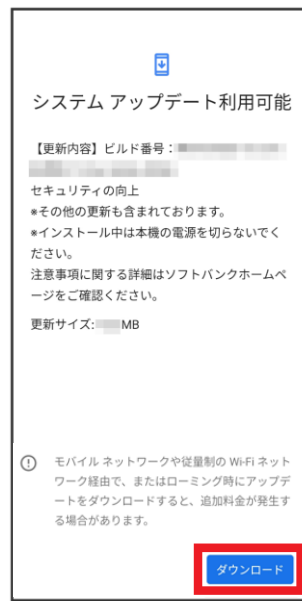 システム アップデート利用可能
【更新内容】ビルド番号：
セキュリティの向上
※その他の更新も含まれております。
※インストール中は本機の電源を切らないでく
ださい。
注意事項に関する詳細はソフトバンクホームペ
ージをご確認ください。
更新サイズ: MB
モバイル ネットワークや従量制の Wi-Fi ネット
ワーク経由で、またはローミング時にアップデ
ートをダウンロードすると、追加料金が発生す
る場合があります。
ダウンロード